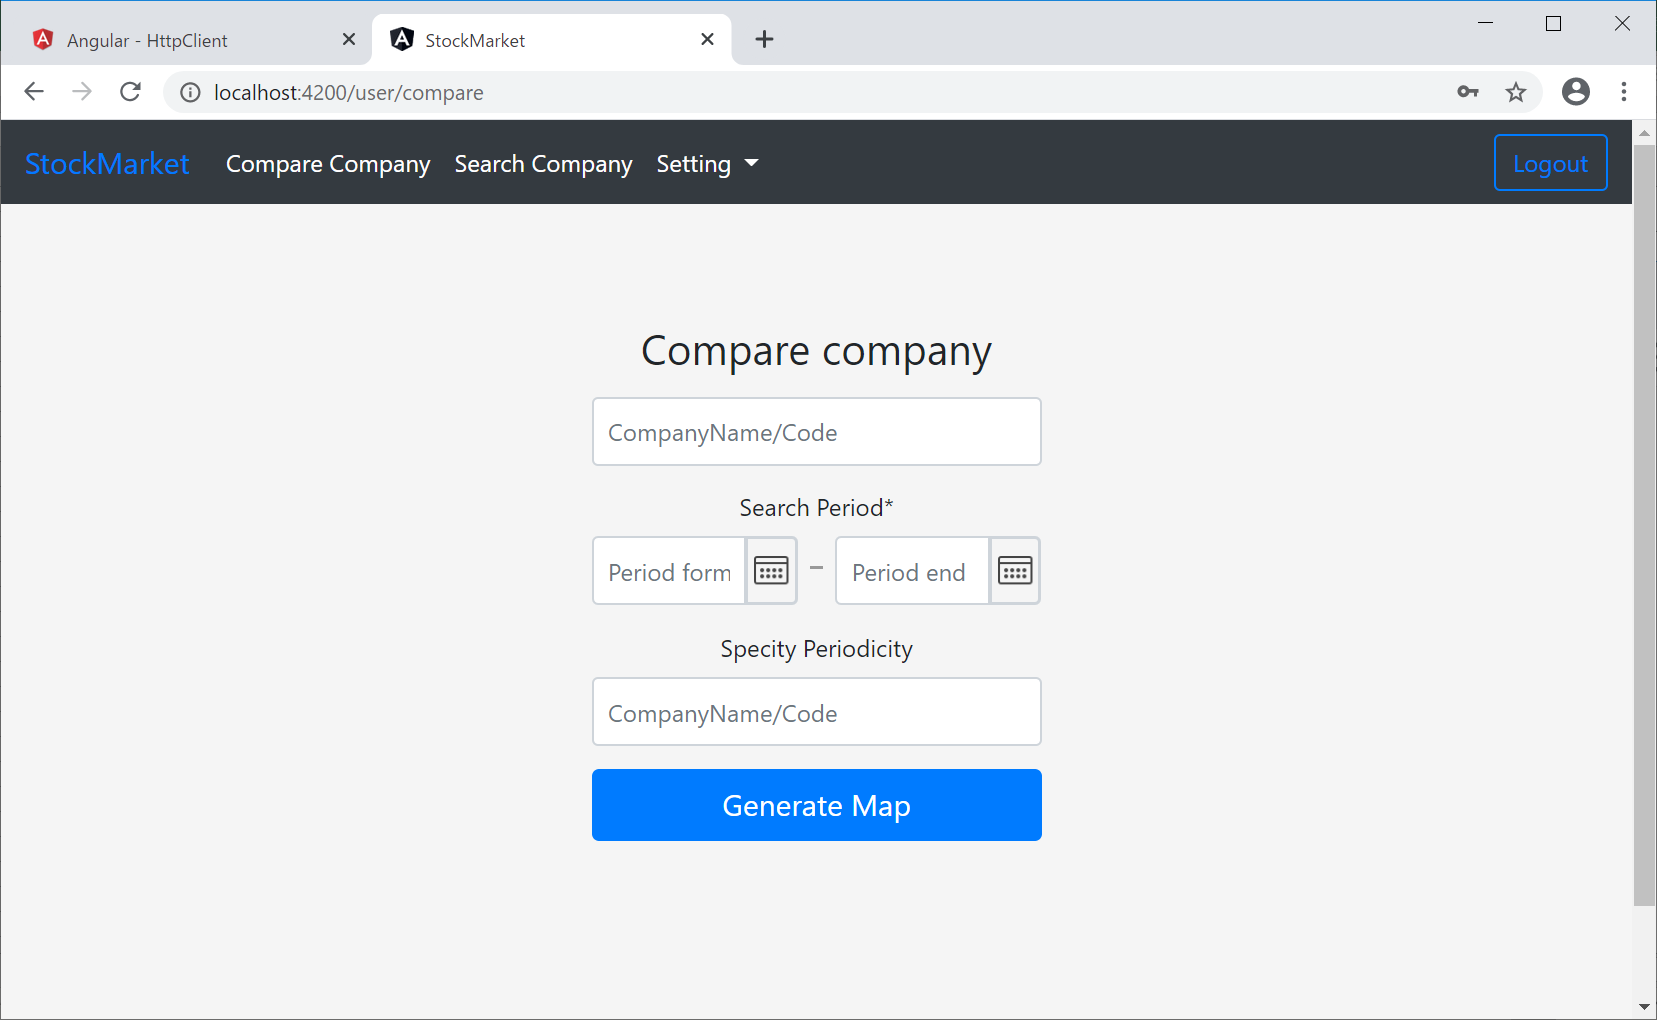 Angular - HttpClient
StockMarket
localhost:4200/user/compare
StockMarket Compare Company Search Company Setting Logout
Compare company
CompanyName/Code
Search Period*
Period form – Period end
Specity Periodicity
CompanyName/Code
Generate Map